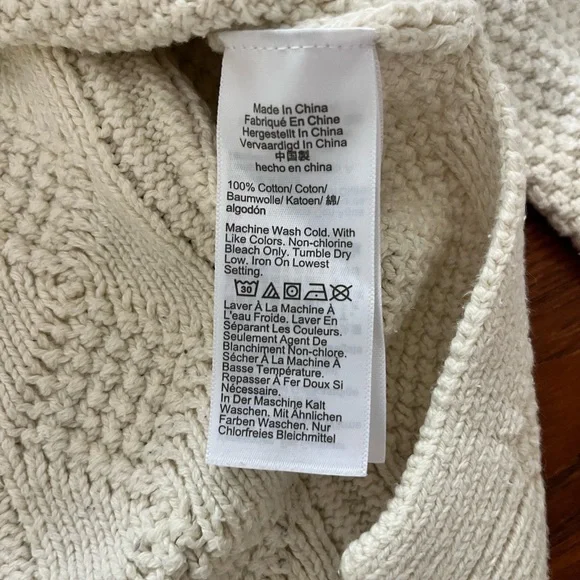 Made In China
Fabriqué En Chine
Hergestellt In China
Vervaardigd In China
中国製
hecho en china
100% Cotton/ Coton/
Baumwolle/ Katoen/ 綿/
algodón
Machine Wash Cold. With
Like Colors. Non-chlorine
Bleach Only. Tumble Dry
Low. Iron On Lowest
Setting.
30
Laver À La Machine À
L'eau Froide. Laver En
Séparant Les Couleurs.
Seulement Agent De
Blanchiment Non-chlore.
Sécher À La Machine À
Basse Température.
Repasser À Fer Doux Si
Nécessaire.
In Der Maschine Kalt
Waschen. Mit Ähnlichen
Farben Waschen. Nur
Chlorfreies Bleichmittel